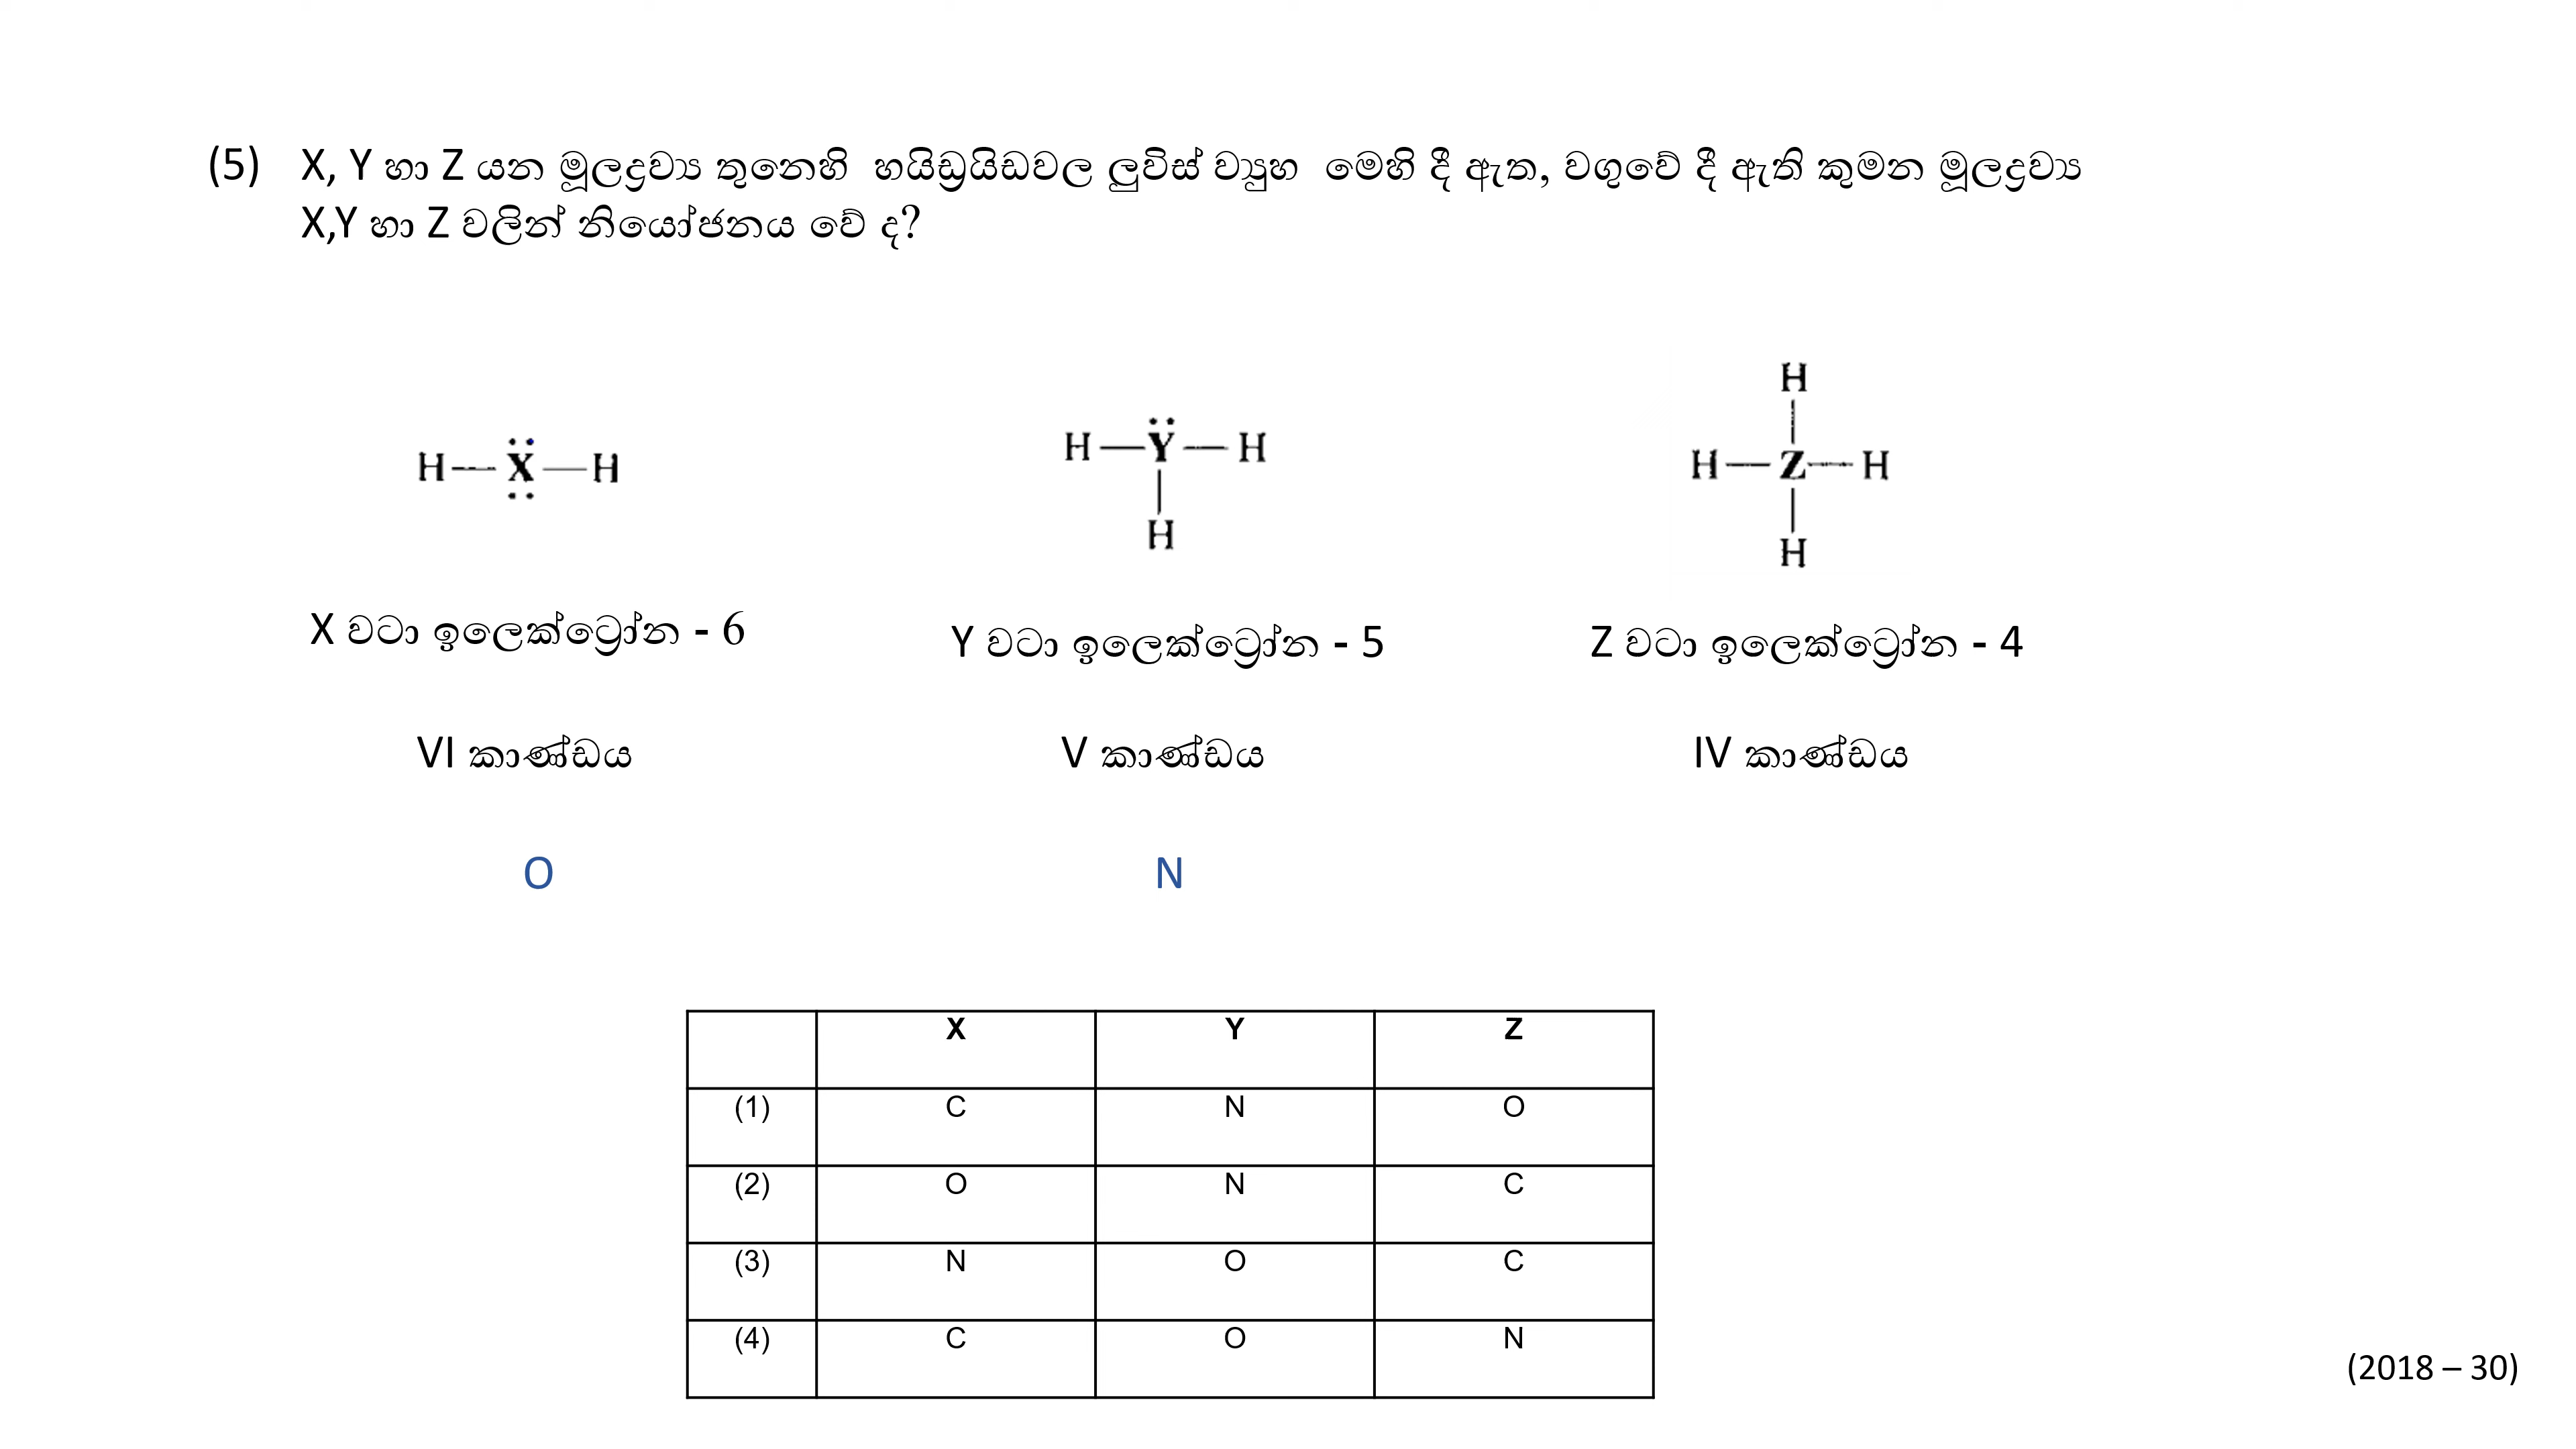 (5) X, Y හා Z යන මූලද්‍රව්‍ය තුනෙහි හයිඩ්‍රයිඩවල ලුවිස් ව්‍යුහ මෙහි දී ඇත, වගුවේ දී ඇති කුමන මූලද්‍රව්‍ය
X,Y හා Z වලින් නියෝජනය වේ ද?
H
H—X—H H—Y—H H—Z—H
H H
X වටා ඉලෙක්ට්‍රෝන - 6 Y වටා ඉලෙක්ට්‍රෝන - 5 Z වටා ඉලෙක්ට්‍රෝන - 4
VI කාණ්ඩය V කාණ්ඩය IV කාණ්ඩය
O N
X Y Z
(1) C N O
(2) O N C
(3) N O C
(4) C O N
(2018 – 30)